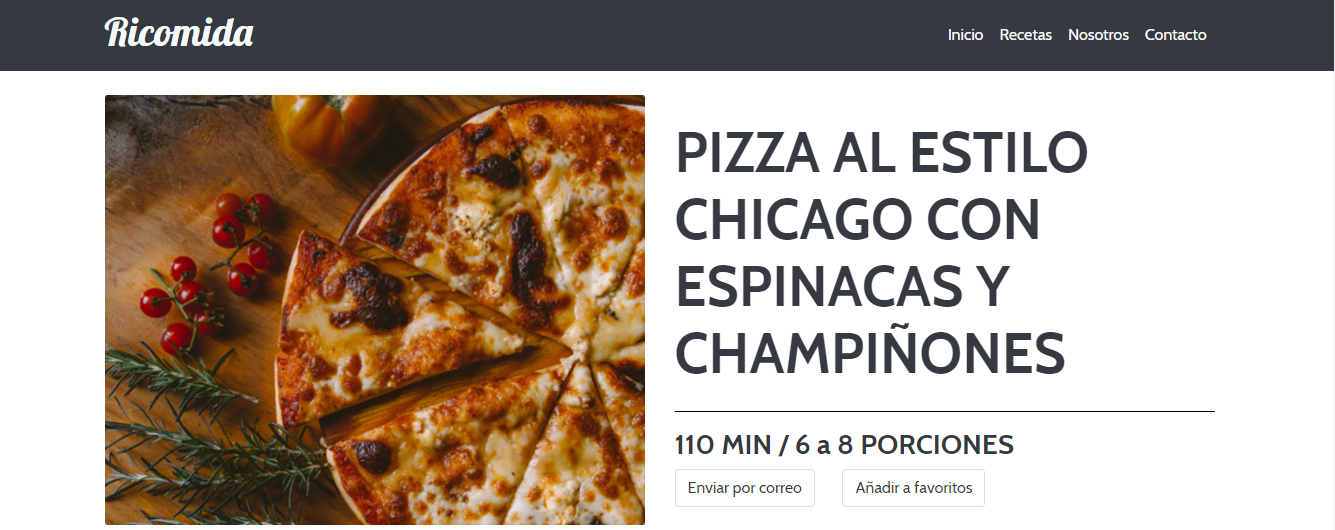 Ricomida
Inicio Recetas Nosotros Contacto
PIZZA AL ESTILO
CHICAGO CON
ESPINACAS Y
CHAMPIÑONES
110 MIN / 6 a 8 PORCIONES
Enviar por correo
Añadir a favoritos